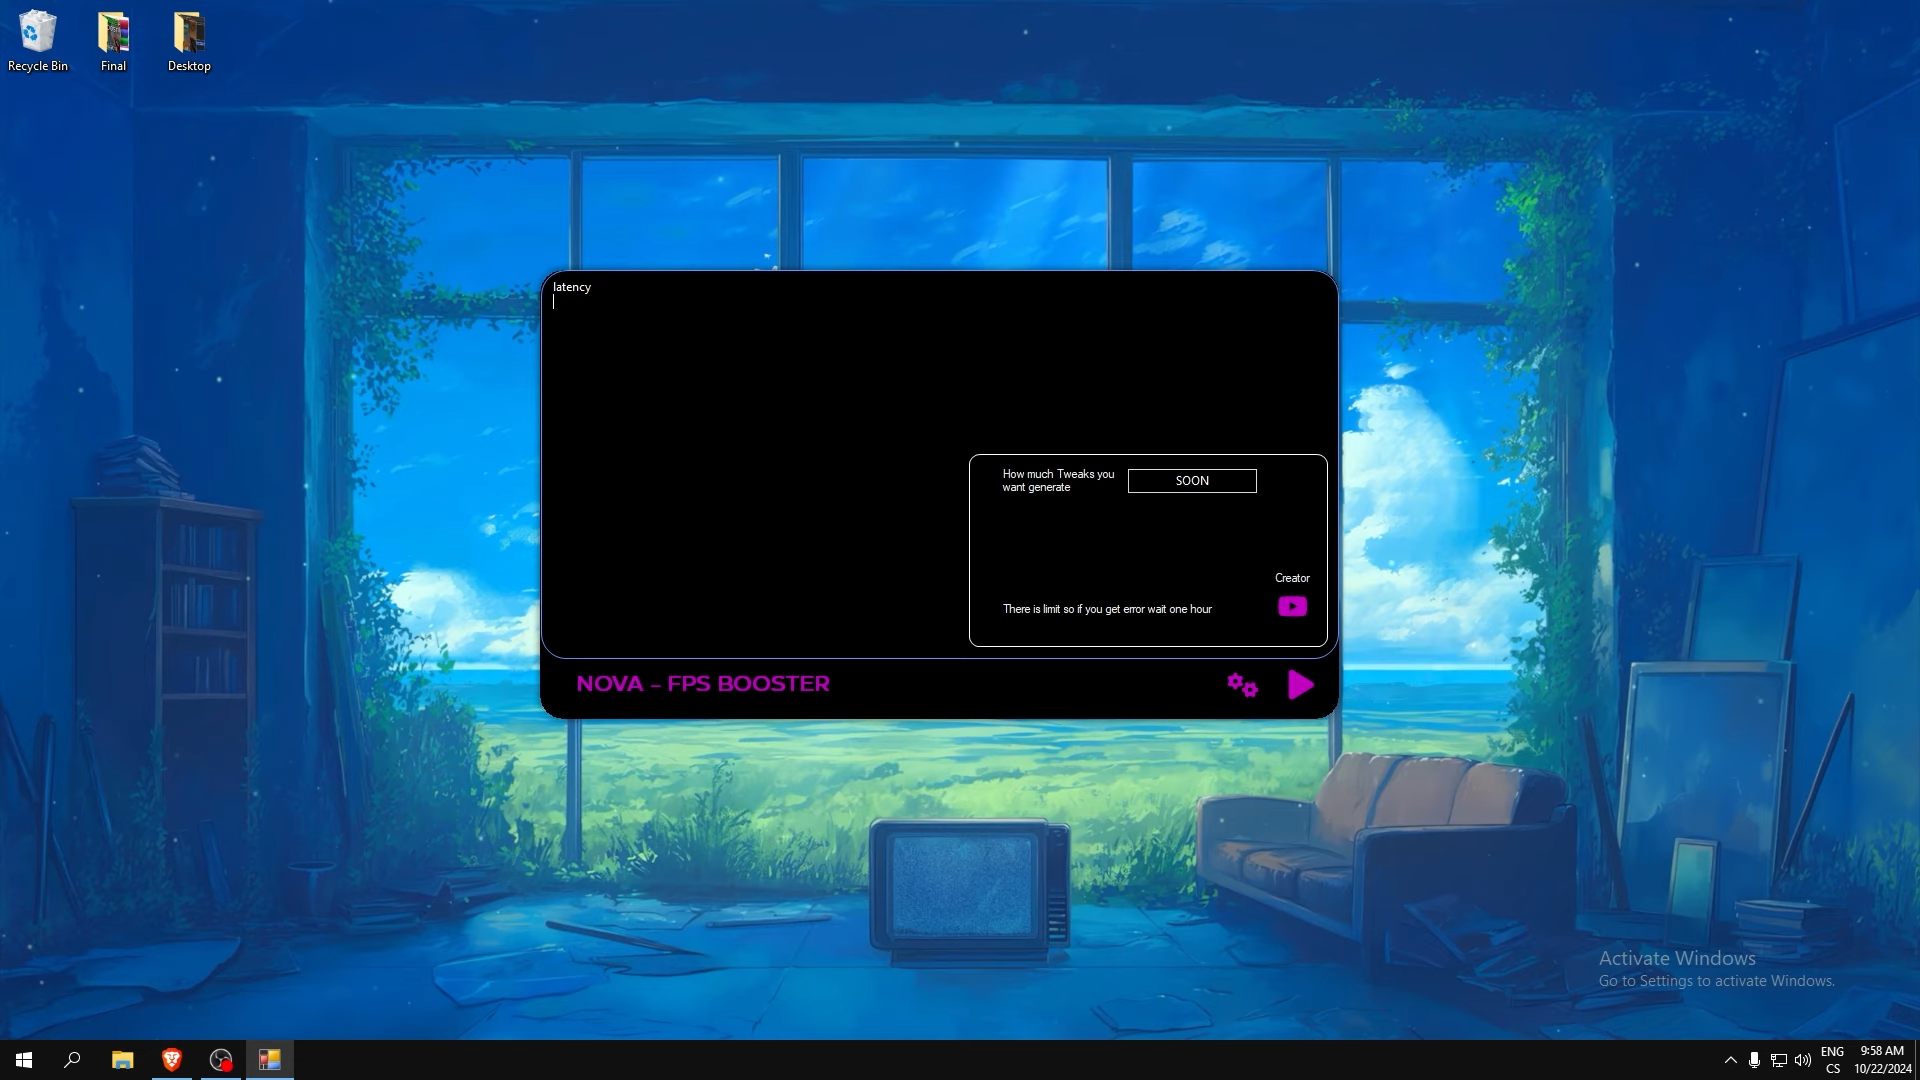 Recycle Bin
Final
Desktop
latency
How much Tweaks you
want generate
SOON
Creator
There is limit so if you get error wait one hour
NOVA - FPS BOOSTER
Activate Windows
Go to Settings to activate Windows.
ENG
CS
9:58 AM
10/22/2024